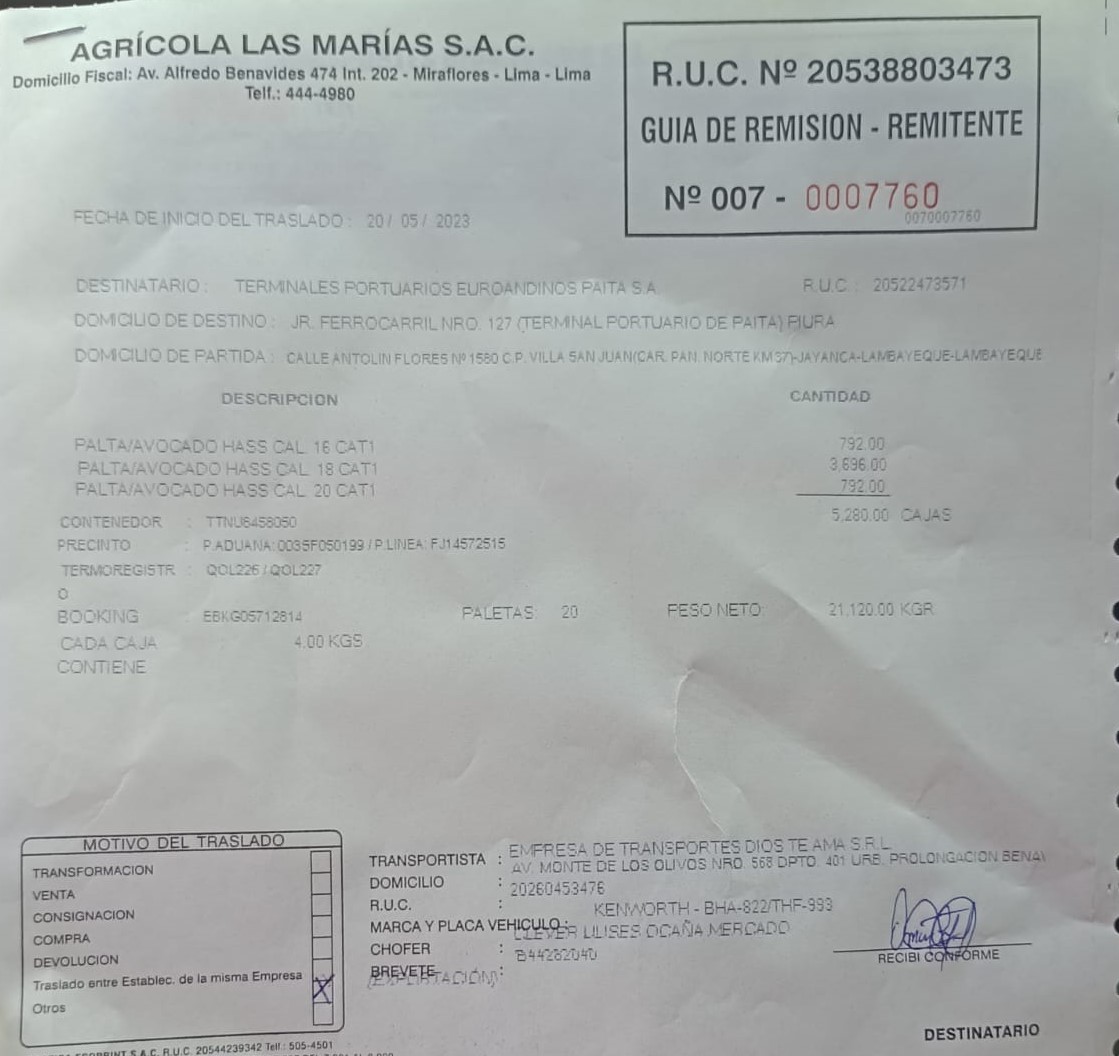 AGRÍCOLA LAS MARÍAS S.A.C.
Domicilio Fiscal: Av. Alfredo Benavides 474 Int. 202 - Miraflores - Lima - Lima
Telf.: 444-4980
R.U.C. Nº 20538803473
GUIA DE REMISION - REMITENTE
Nº 007 - 0007760
0070007760
FECHA DE INICIO DEL TRASLADO : 20/ 05/ 2023
DESTINATARIO : TERMINALES PORTUARIOS EUROANDINOS PAITA S.A. R.U.C. : 20522473571
DOMICILIO DE DESTINO : JR. FERROCARRIL NRO. 127 (TERMINAL PORTUARIO DE PAITA) PIURA
DOMICILIO DE PARTIDA : CALLE ANTOLIN FLORES Nº 1580 C.P. VILLA SAN JUAN(CAR. PAN. NORTE KM 37)-JAYANCA-LAMBAYEQUE-LAMBAYEQUE
DESCRIPCION CANTIDAD
PALTA/AVOCADO HASS CAL. 16 CAT1 792.00
PALTA/AVOCADO HASS CAL. 18 CAT1 3,696.00
PALTA/AVOCADO HASS CAL. 20 CAT1 792.00
5,280.00 CAJAS
CONTENEDOR : TTNU8458050
PRECINTO : P.ADUANA: 0035F050199 / P.LINEA: FJ14572515
TERMOREGISTR : QOL226 / QOL227
O
BOOKING : EBKG05712814 PALETAS: 20 PESO NETO: 21,120.00 KGR
CADA CAJA 4.00 KGS
CONTIENE
MOTIVO DEL TRASLADO
TRANSFORMACION
VENTA
CONSIGNACION
COMPRA
DEVOLUCION
Traslado entre Establec. de la misma Empresa X
Otros
TRANSPORTISTA : EMPRESA DE TRANSPORTES DIOS TE AMA S.R.L.
AV. MONTE DE LOS OLIVOS NRO. 568 DPTO. 401 URB. PROLONGACION BENAV
DOMICILIO :
R.U.C. : 20260453476
MARCA Y PLACA VEHICULO : KENWORTH - BHA-822/THF-993
CHOFER : CLEVER ULISES OCAÑA MERCADO
BREVETE : B44282040
(EXPORTACIÓN)
RECIBI CONFORME
DESTINATARIO
S.A.C. R.U.C. 20544239342 Telf.: 505-4501